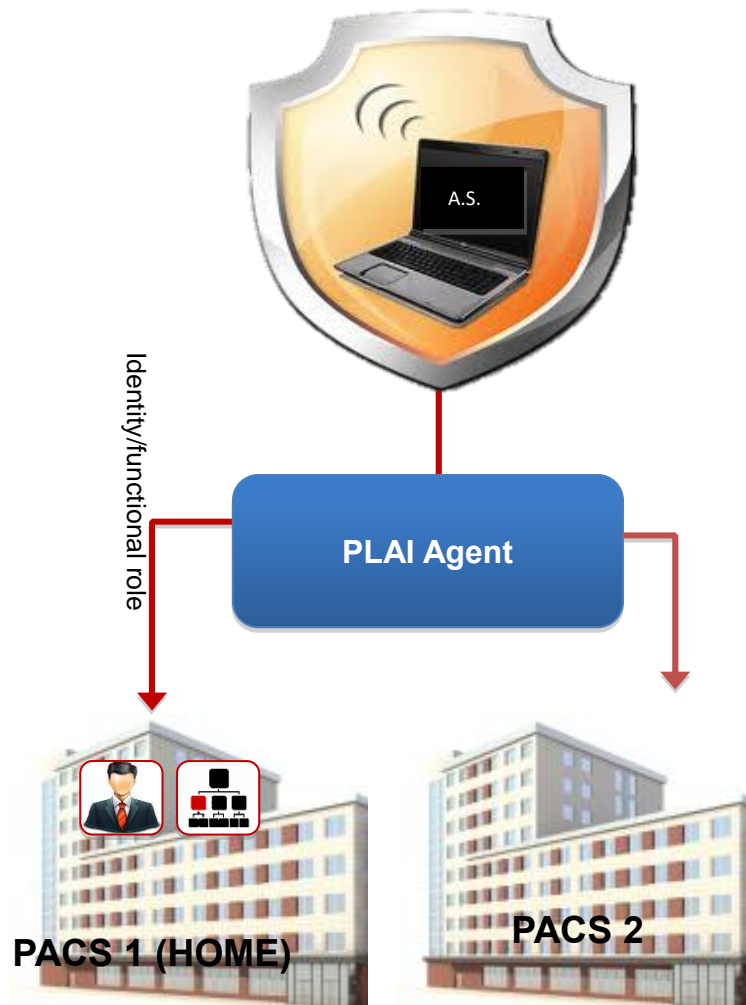 A.S.
Identity/functional role
PLAI Agent
PACS 1 (HOME)
PACS 2